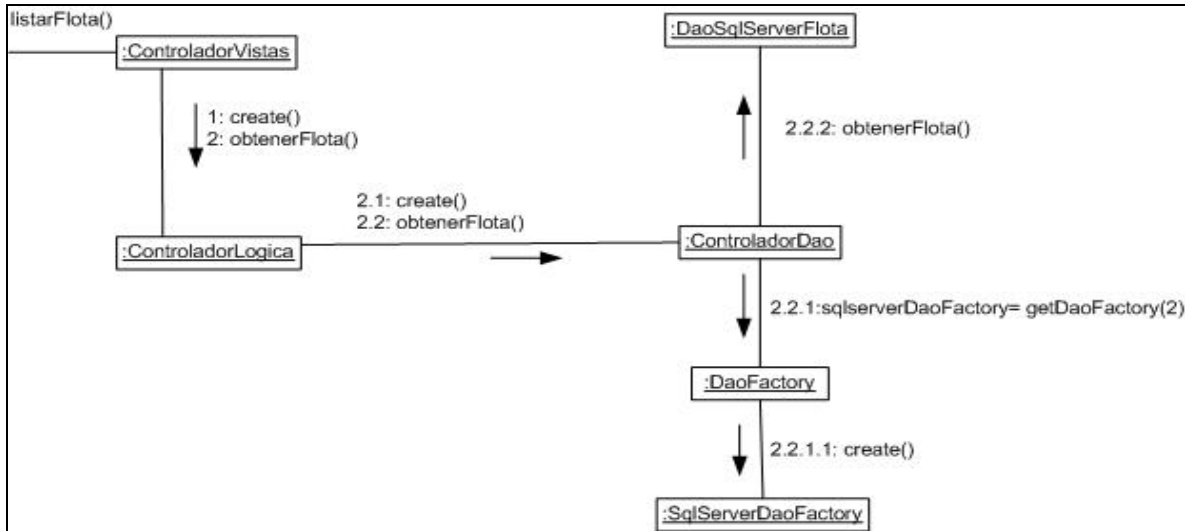 listarFlota()
:ControladorVistas
:DaoSqlServerFlota
1: create()
2: obtenerFlota()
2.2.2: obtenerFlota()
2.1: create()
2.2: obtenerFlota()
:ControladorLogica
:ControladorDao
2.2.1:sqlserverDaoFactory= getDaoFactory(2)
:DaoFactory
2.2.1.1: create()
:SqlServerDaoFactory